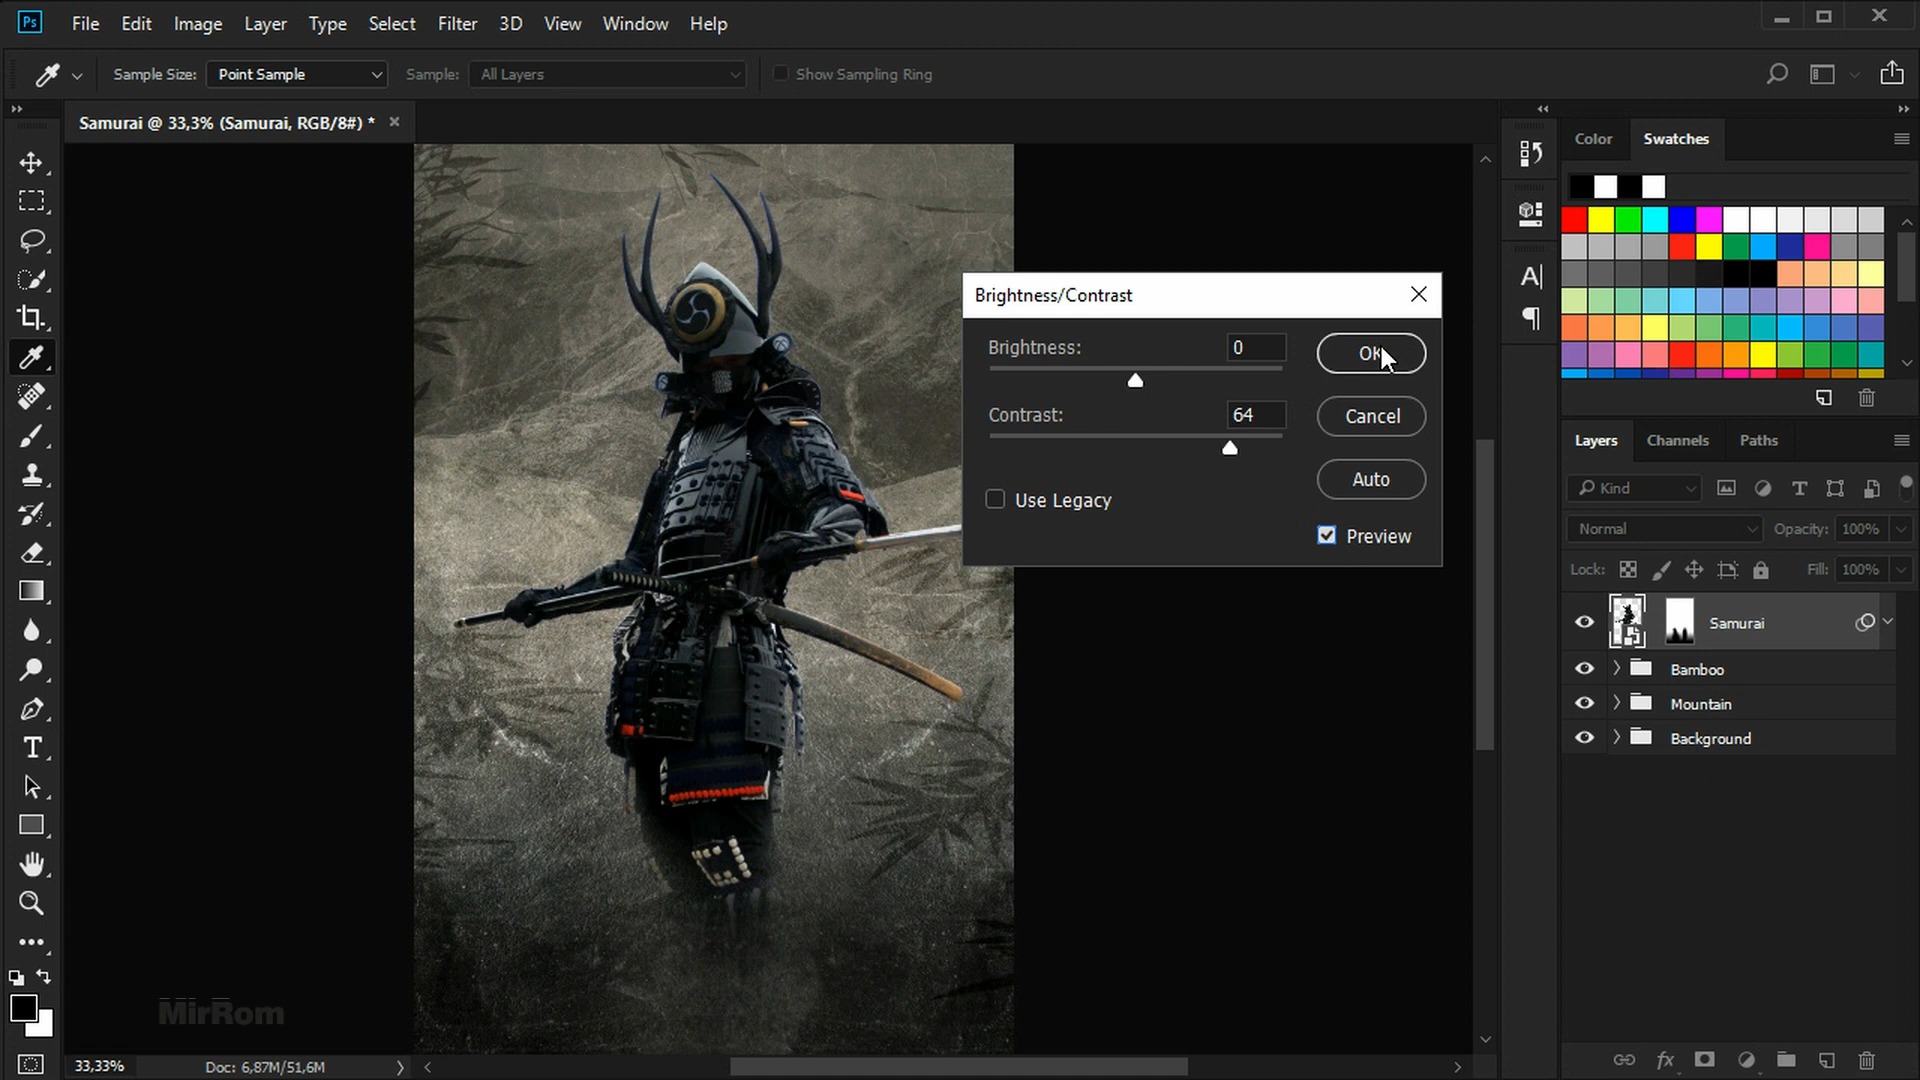 Ps File Edit Image Layer Type Select Filter 3D View Window Help
Sample Size: Point Sample Sample: All Layers Show Sampling Ring
Samurai @ 33,3% (Samurai, RGB/8#) *
Color Swatches
Brightness/Contrast
Brightness: 0
OK
Contrast: 64
Cancel
Auto
Use Legacy
Preview
Layers Channels Paths
Kind
Normal Opacity: 100%
Lock: Fill: 100%
Samurai
Bamboo
Mountain
Background
MirRom
33,33% Doc: 6,87M/51,6M